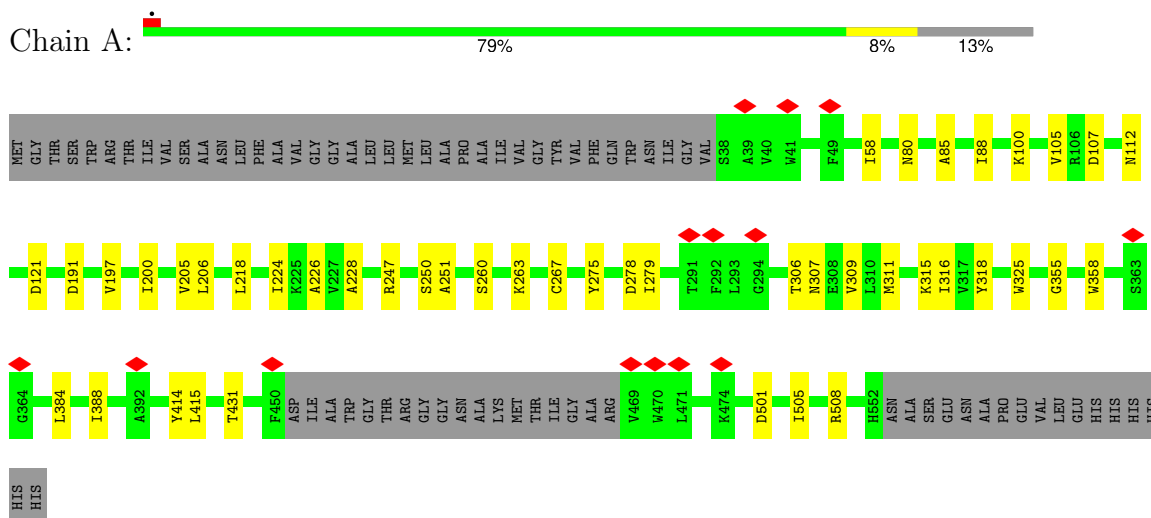 Chain A:
79% 8% 13%
MET GLY THR SER TRP ARG THR ILE VAL SER ALA ASN LEU PHE ALA VAL GLY GLY ALA LEU LEU MET LEU ALA PRO ALA ILE VAL GLY TYR VAL PHE GLN TRP ASN ILE GLY VAL S38 A39 V40 W41 F49 I58 N80 A85 I88 K100 V105 R106 D107 N112
D121 D191 V197 I200 V205 L206 L218 I224 K225 A226 V227 A228 R247 S250 A251 S260 K263 C267 Y275 D278 I279 T291 F292 L293 G294 T306 N307 E308 V309 L310 M311 K315 I316 V317 Y318 W325 G355 W358 S363
G364 L384 I388 A392 Y414 L415 T431 F450 ASP ILE ALA TRP GLY THR ARG GLY GLY ASN ALA LYS MET THR ILE GLY ALA ARG V469 W470 L471 K474 D501 I505 R508 H552 ASN ALA SER GLU ASN ALA PRO GLU VAL LEU GLU HIS HIS HIS HIS
HIS HIS